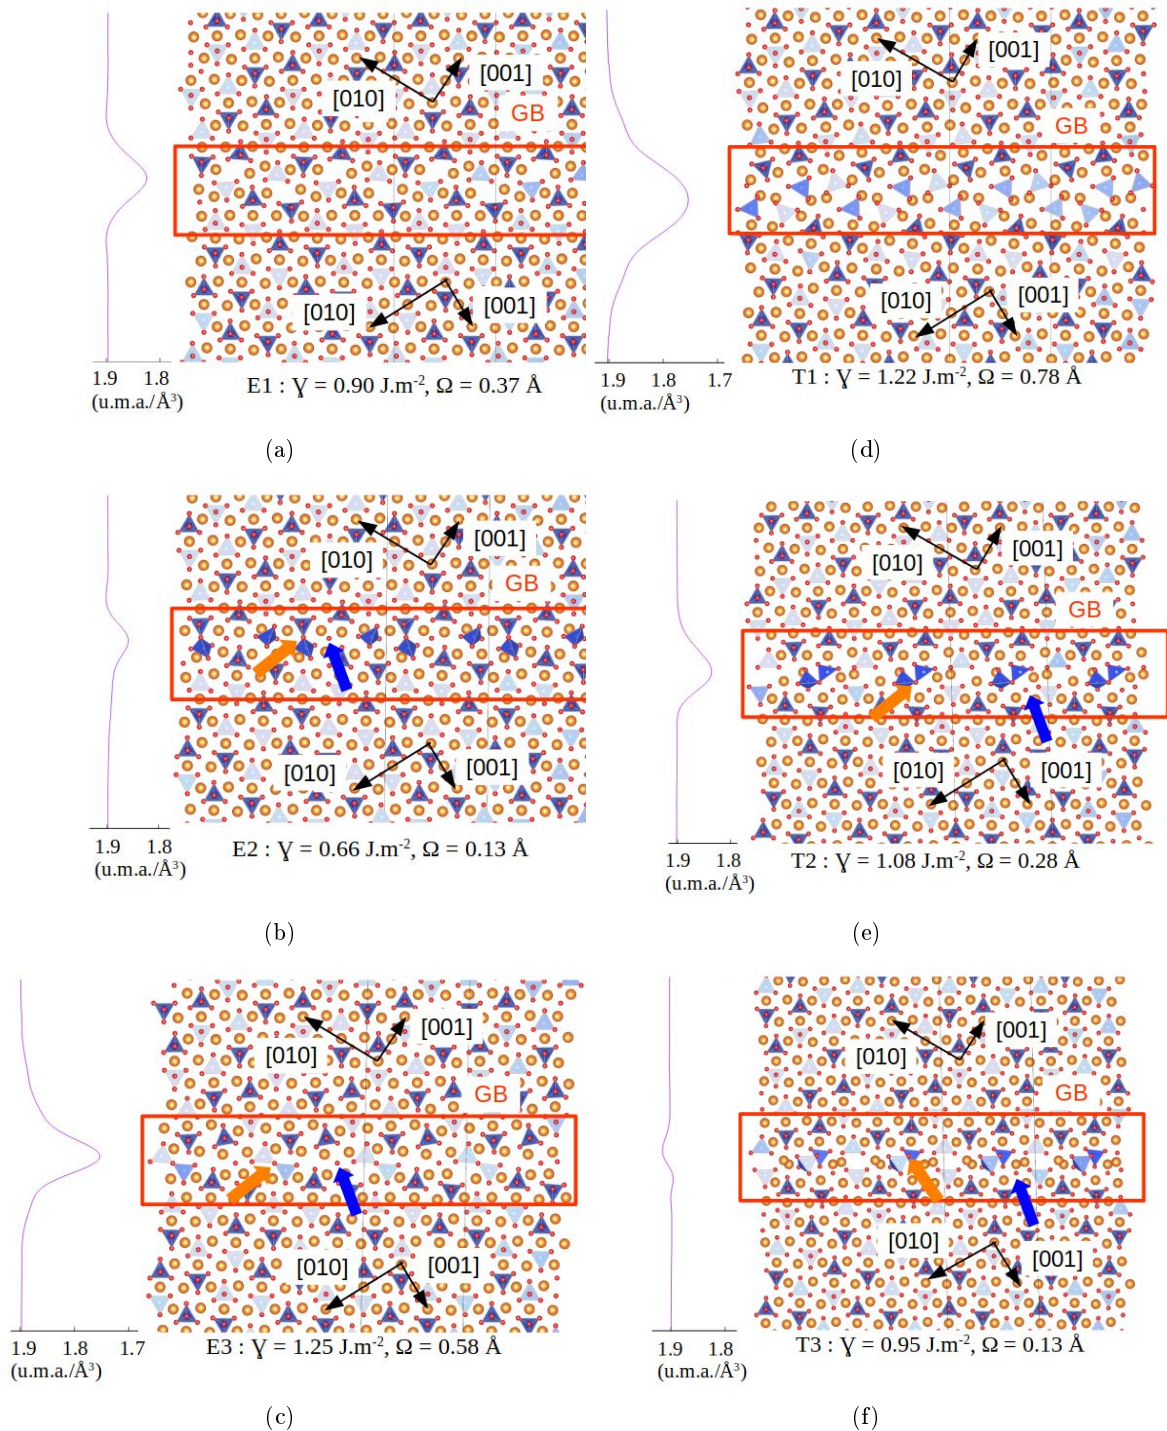 [010]
[001]
GB
[010]
[001]
1.9 1.8
(u.m.a./Å³)
E1 : Ɣ = 0.90 J.m⁻², Ω = 0.37 Å
(a)
[010]
[001]
GB
[010]
[001]
1.9 1.8 1.7
(u.m.a./Å³)
T1 : Ɣ = 1.22 J.m⁻², Ω = 0.78 Å
(d)
[010]
[001]
GB
[010]
[001]
1.9 1.8
(u.m.a./Å³)
E2 : Ɣ = 0.66 J.m⁻², Ω = 0.13 Å
(b)
[010]
[001]
GB
[010]
[001]
1.9 1.8
(u.m.a./Å³)
T2 : Ɣ = 1.08 J.m⁻², Ω = 0.28 Å
(e)
[010]
[001]
GB
[010]
[001]
1.9 1.8 1.7
(u.m.a./Å³)
E3 : Ɣ = 1.25 J.m⁻², Ω = 0.58 Å
(c)
[010]
[001]
GB
[010]
[001]
1.9 1.8
(u.m.a./Å³)
T3 : Ɣ = 0.95 J.m⁻², Ω = 0.13 Å
(f)